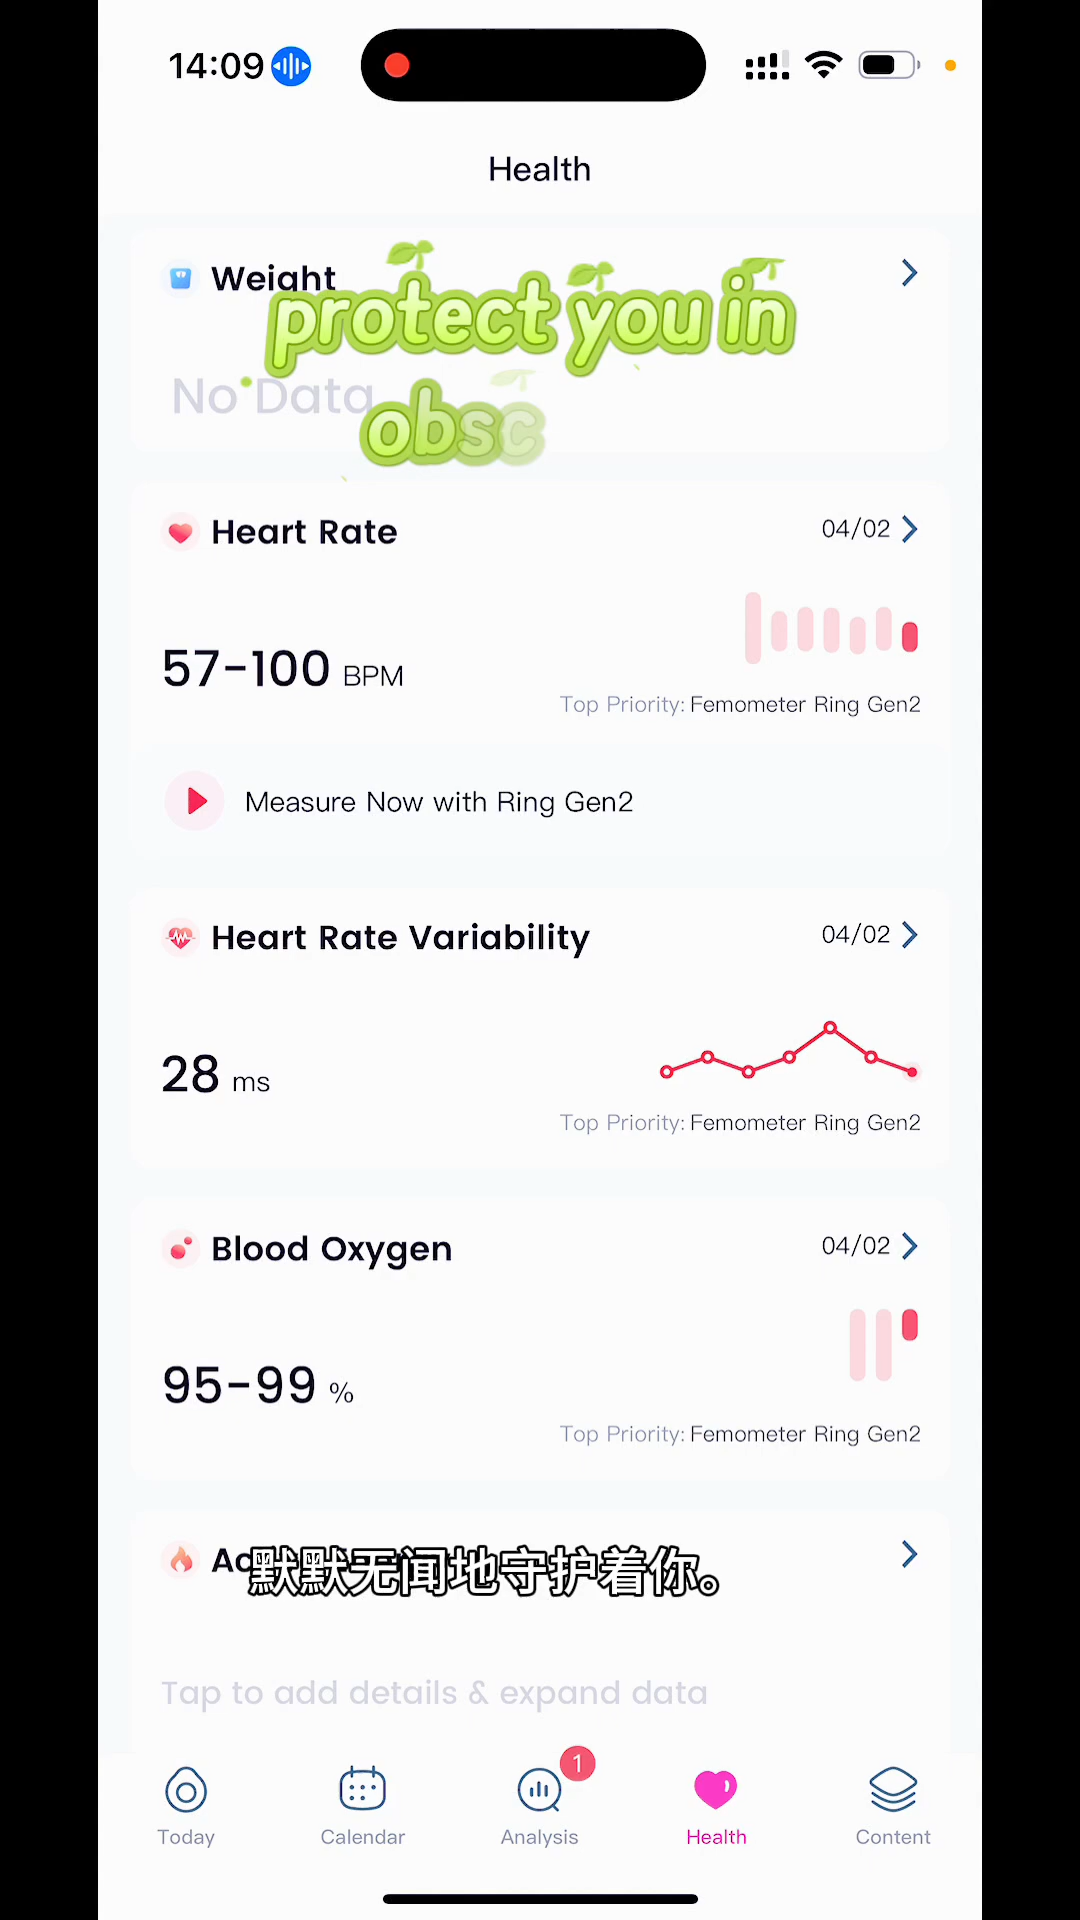 14:09
Health
Weight
protect you in
No Data
obsc
Heart Rate
04/02
57-100 BPM
Top Priority: Femometer Ring Gen2
Measure Now with Ring Gen2
Heart Rate Variability
04/02
28 ms
Top Priority: Femometer Ring Gen2
Blood Oxygen
04/02
95-99 %
Top Priority: Femometer Ring Gen2
默默无闻地守护着你。
Tap to add details & expand data
1
Today
Calendar
Analysis
Health
Content